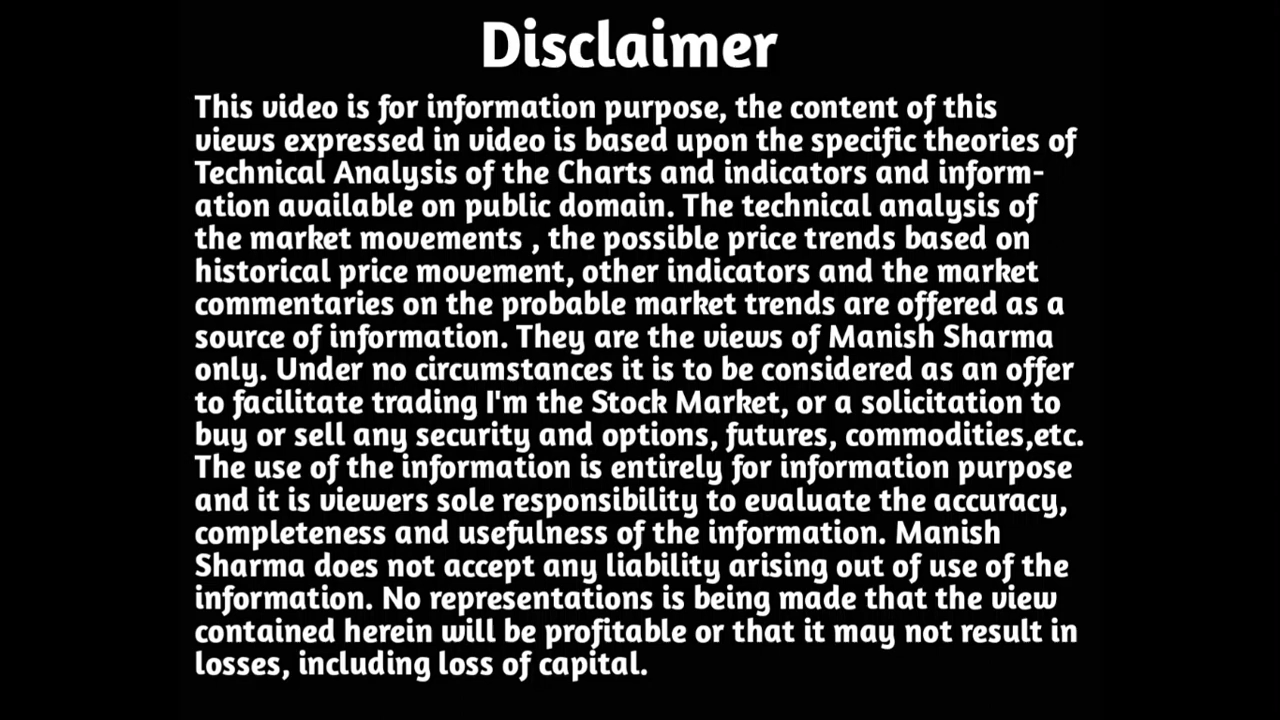 Disclaimer
This video is for information purpose, the content of this
views expressed in video is based upon the specific theories of
Technical Analysis of the Charts and indicators and inform-
ation available on public domain. The technical analysis of
the market movements , the possible price trends based on
historical price movement, other indicators and the market
commentaries on the probable market trends are offered as a
source of information. They are the views of Manish Sharma
only. Under no circumstances it is to be considered as an offer
to facilitate trading I'm the Stock Market, or a solicitation to
buy or sell any security and options, futures, commodities,etc.
The use of the information is entirely for information purpose
and it is viewers sole responsibility to evaluate the accuracy,
completeness and usefulness of the information. Manish
Sharma does not accept any liability arising out of use of the
information. No representations is being made that the view
contained herein will be profitable or that it may not result in
losses, including loss of capital.